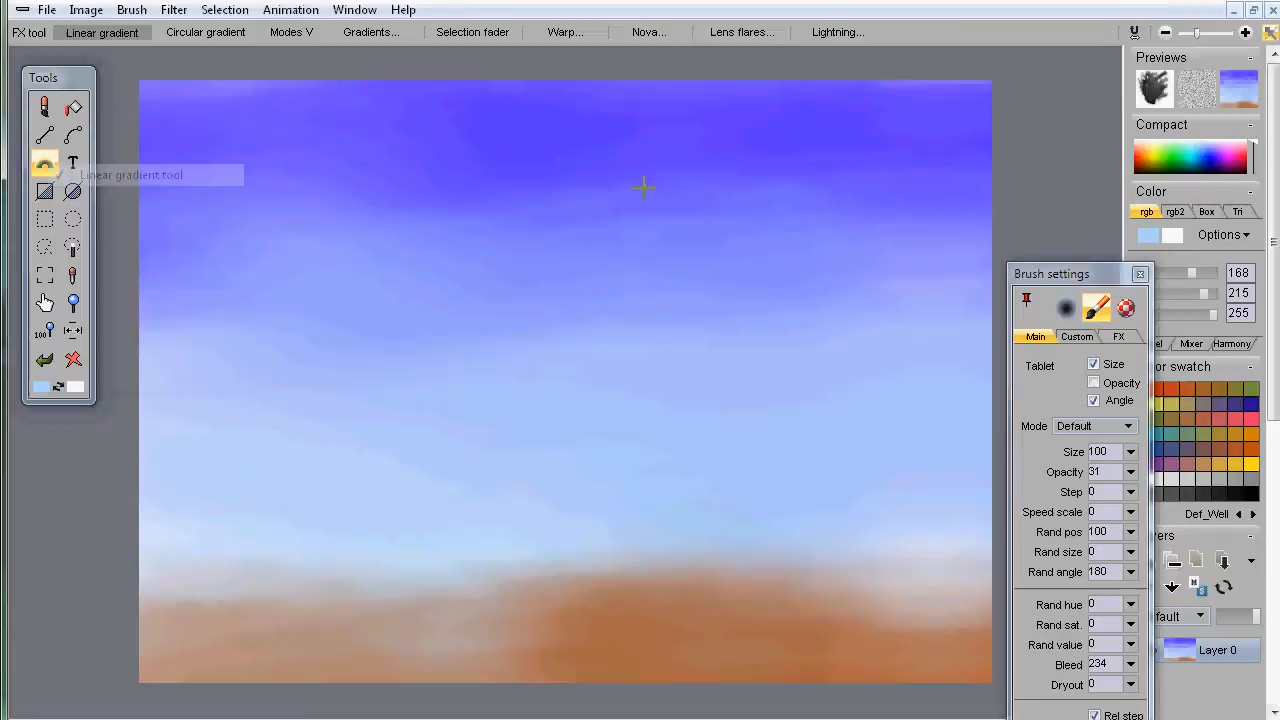 File Image Brush Filter Selection Animation Window Help
FX tool Linear gradient Circular gradient Modes V Gradients... Selection fader Nova... Lens flares... Lightning...
Tools
T
Linear gradient tool
100
Previews
Compact
Color
rgb rgb2 Box Tri
Options
168
215
255
Mixer Harmony
or swatch
Def_Well
ers
fault
Layer 0
Brush settings
Main Custom FX
Tablet
Size
Opacity
Angle
Mode Default
Size 100
Opacity 31
Step 0
Speed scale 0
Rand pos 100
Rand size 0
Rand angle 180
Rand hue 0
Rand sat. 0
Rand value 0
Bleed 234
Dryout 0
Rel step